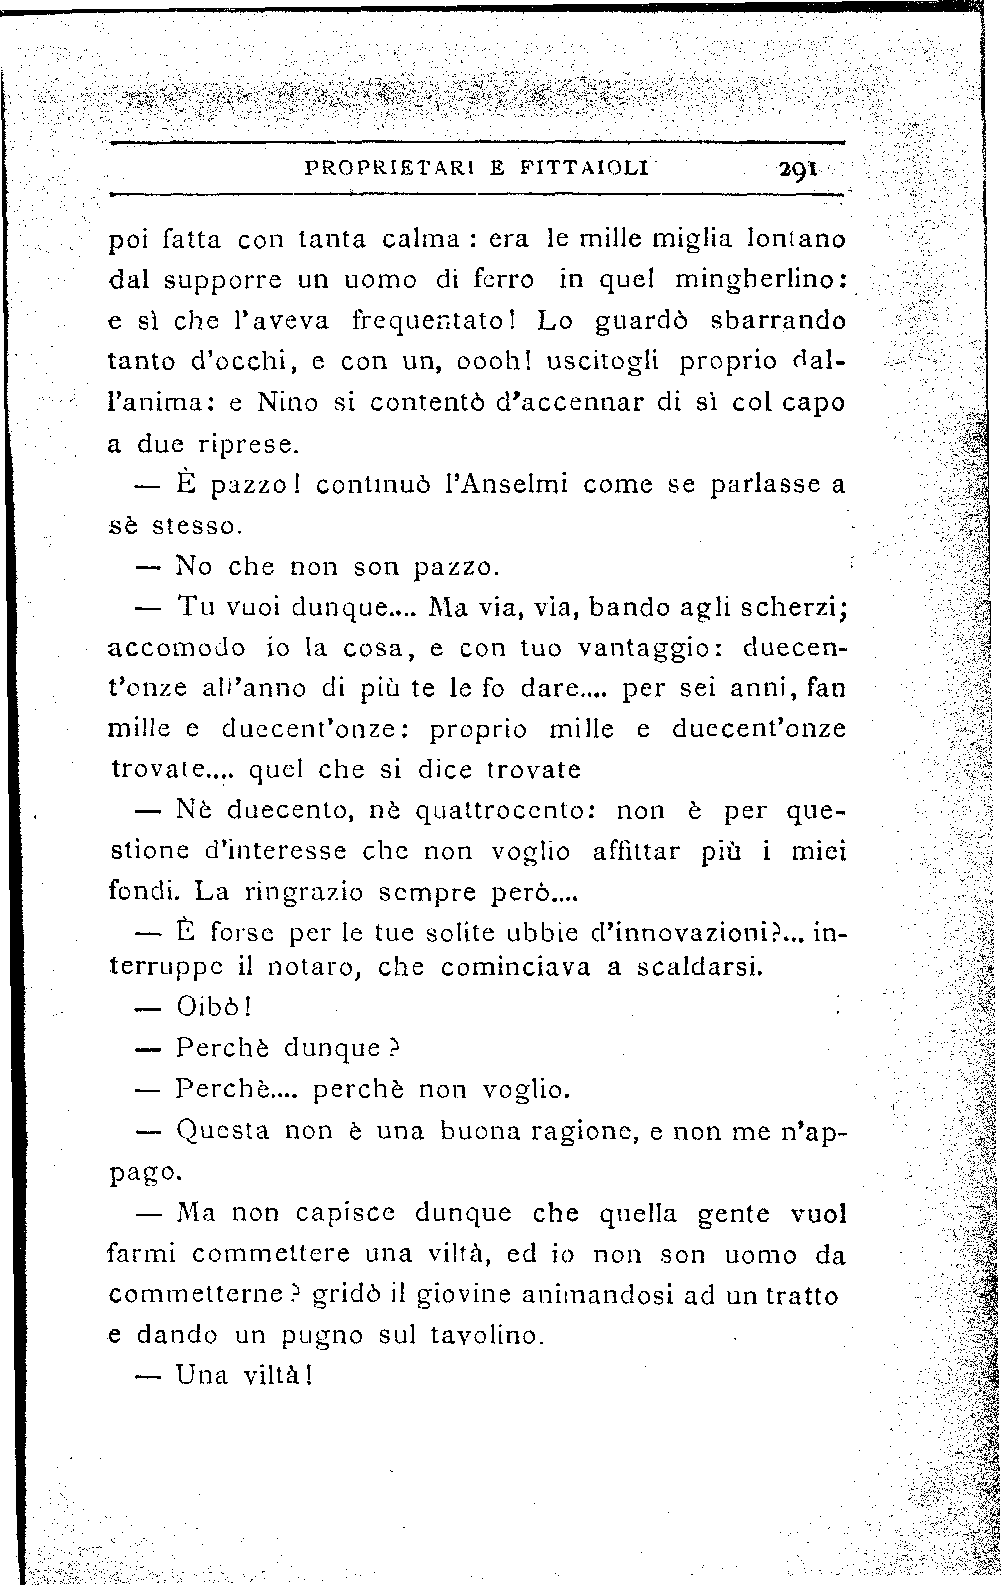 PROPRIETARI E FITTAIOLI 291
poi fatta con tanta calma : era le mille miglia lontano
dal supporre un uomo di ferro in quel mingherlino:
e sì che l'aveva frequentato! Lo guardò sbarrando
tanto d'occhi, e con un, oooh! uscitogli proprio dal-
l'anima: e Nino si contentò d'accennar di sì col capo
a due riprese.
— È pazzo! continuò l'Anselmi come se parlasse a
sè stesso.
— No che non son pazzo.
— Tu vuoi dunque.... Ma via, via, bando agli scherzi;
accomodo io la cosa, e con tuo vantaggio: duecen-
t'onze all'anno di più te le fo dare.... per sei anni, fan
mille e duecent'onze: proprio mille e duecent'onze
trovate.... quel che si dice trovate
— Nè duecento, nè quattrocento: non è per que-
stione d'interesse che non voglio affittar più i miei
fondi. La ringrazio sempre però....
— È forse per le tue solite ubbie d'innovazioni?... in-
terruppe il notaro, che cominciava a scaldarsi.
— Oibò!
— Perchè dunque ?
— Perchè.... perchè non voglio.
— Questa non è una buona ragione, e non me n'ap-
pago.
— Ma non capisce dunque che quella gente vuol
farmi commettere una viltà, ed io non son uomo da
commetterne ? gridò il giovine animandosi ad un tratto
e dando un pugno sul tavolino.
— Una viltà!